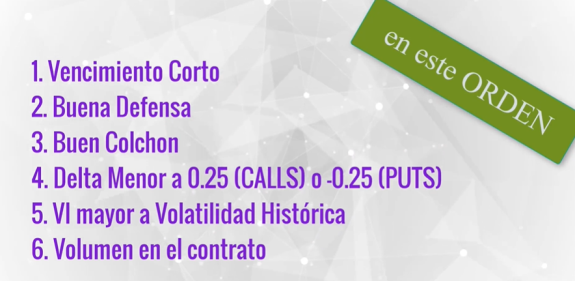 en este ORDEN
1. Vencimiento Corto
2. Buena Defensa
3. Buen Colchon
4. Delta Menor a 0.25 (CALLS) o -0.25 (PUTS)
5. VI mayor a Volatilidad Histórica
6. Volumen en el contrato